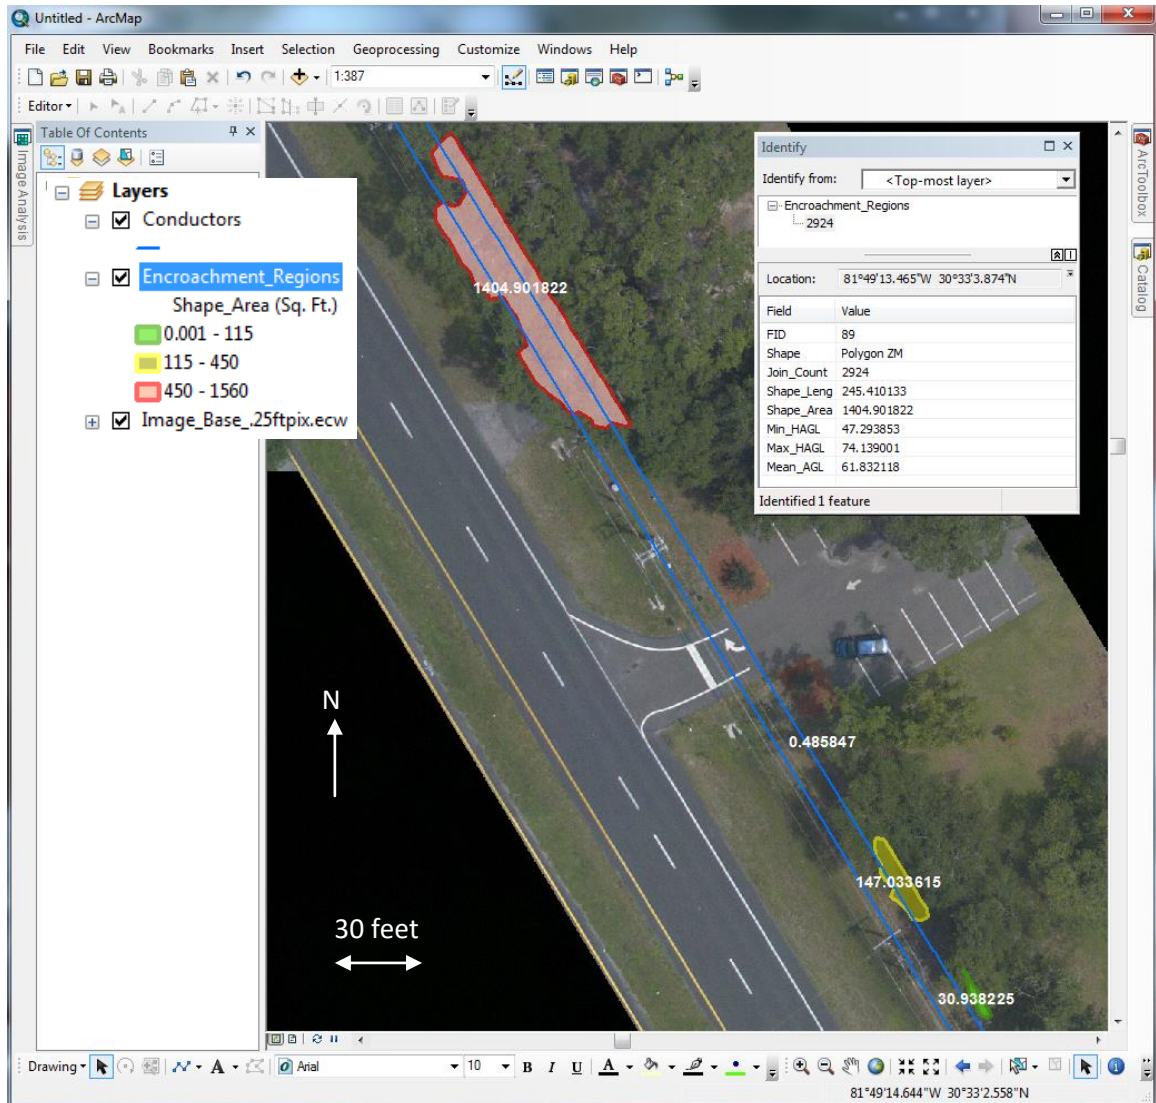 Untitled - ArcMap
File Edit View Bookmarks Insert Selection Geoprocessing Customize Windows Help
1:387
Editor
Table Of Contents
Image Analysis
Layers
Conductors
Encroachment_Regions
Shape_Area (Sq. Ft.)
0.001 - 115
115 - 450
450 - 1560
Image_Base_.25ftpix.ecw
Identify
Identify from: <Top-most layer>
Encroachment_Regions
2924
Location: 81°49'13.465"W 30°33'3.874"N
Field Value
FID 89
Shape Polygon ZM
Join_Count 2924
Shape_Leng 245.410133
Shape_Area 1404.901822
Min_HAGL 47.293853
Max_HAGL 74.139001
Mean_AGL 61.832118
Identified 1 feature
ArcToolbox
Catalog
1404.901822
N
0.485847
147.033615
30 feet
30.938225
Drawing A Arial 10 B I U A
81°49'14.644"W 30°33'2.558"N